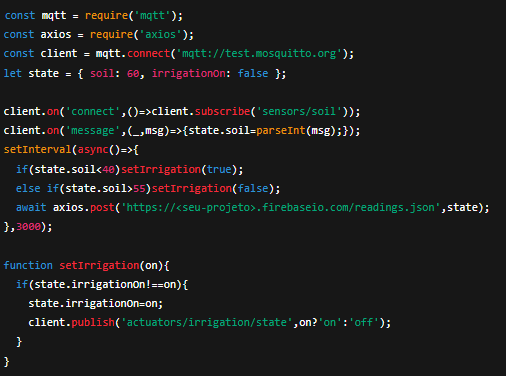 const mqtt = require('mqtt');
const axios = require('axios');
const client = mqtt.connect('mqtt://test.mosquitto.org');
let state = { soil: 60, irrigationOn: false };

client.on('connect',()=>client.subscribe('sensors/soil'));
client.on('message',(_,msg)=>{state.soil=parseInt(msg);});
setInterval(async()=>{
  if(state.soil<40)setIrrigation(true);
  else if(state.soil>55)setIrrigation(false);
  await axios.post('https://<seu-projeto>.firebaseio.com/readings.json',state);
},3000);

function setIrrigation(on){
  if(state.irrigationOn!==on){
    state.irrigationOn=on;
    client.publish('actuators/irrigation/state',on?'on':'off');
  }
}